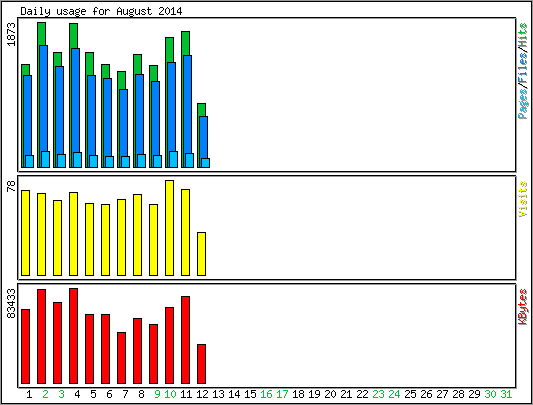 Daily usage for August 2014
1873
Pages/Files/Hits
78
Visits
83433
KBytes
1 2 3 4 5 6 7 8 9 10 11 12 13 14 15 16 17 18 19 20 21 22 23 24 25 26 27 28 29 30 31